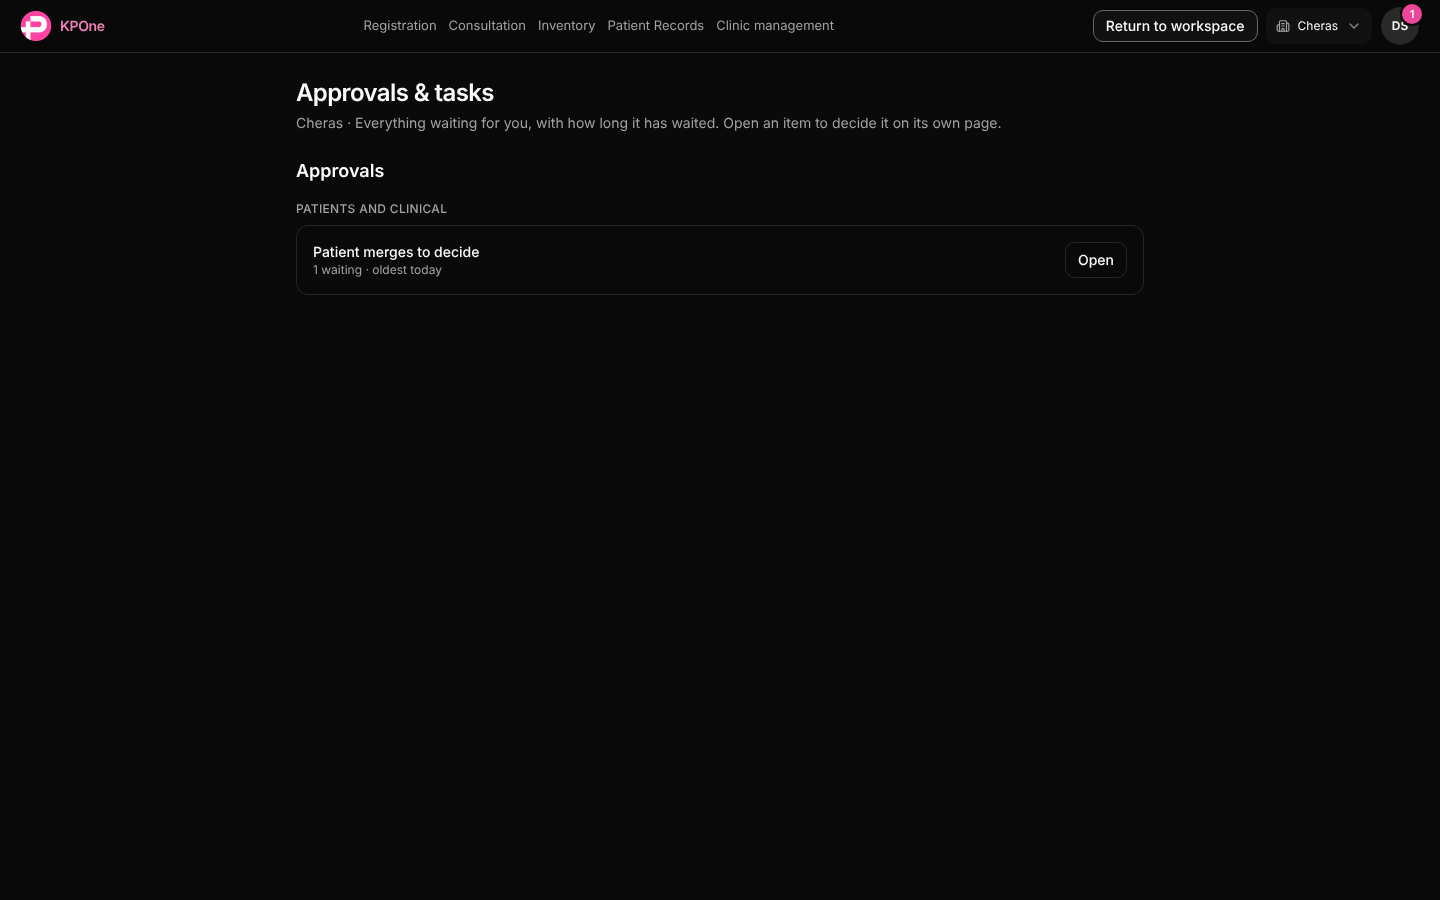 KPOne
Registration Consultation Inventory Patient Records Clinic management
Return to workspace
Cheras
DS
1
Approvals & tasks
Cheras · Everything waiting for you, with how long it has waited. Open an item to decide it on its own page.
Approvals
PATIENTS AND CLINICAL
Patient merges to decide
1 waiting · oldest today
Open